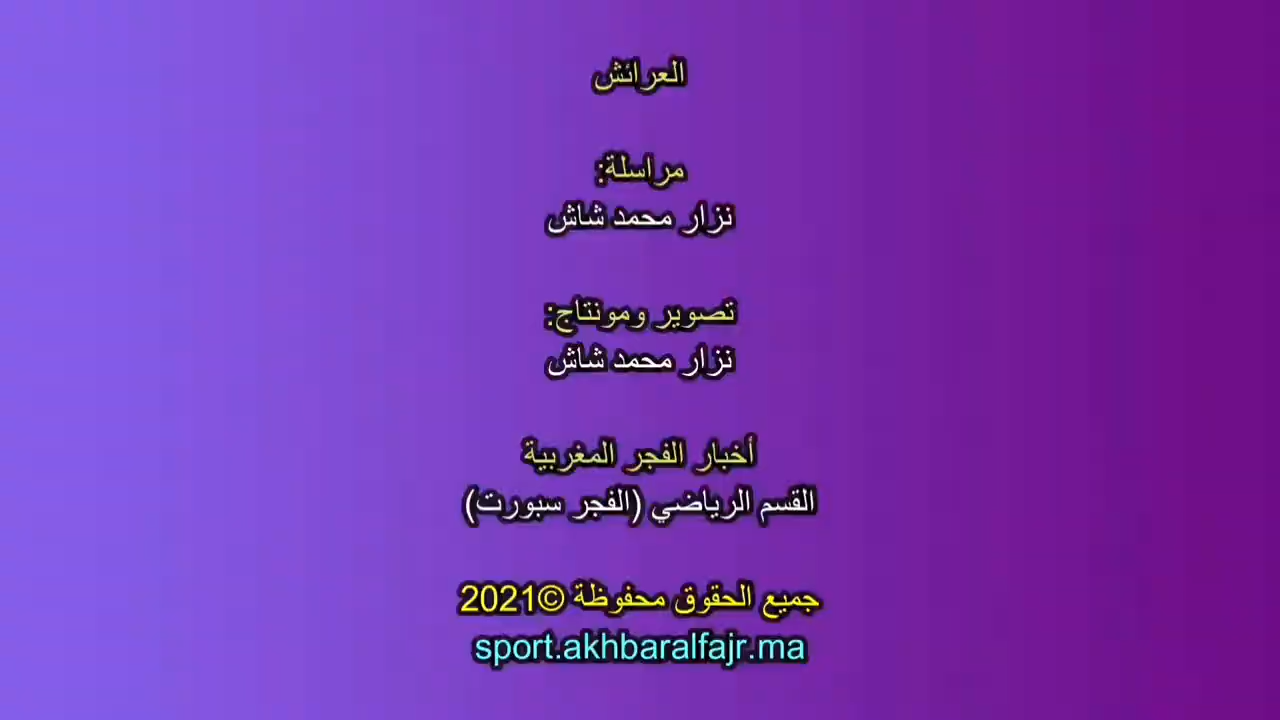 العرائش
مراسلة:
نزار محمد شاش
تصوير ومونتاج:
نزار محمد شاش
أخبار الفجر المغربية
القسم الرياضي (الفجر سبورت)
جميع الحقوق محفوظة ©2021
sport.akhbaralfajr.ma